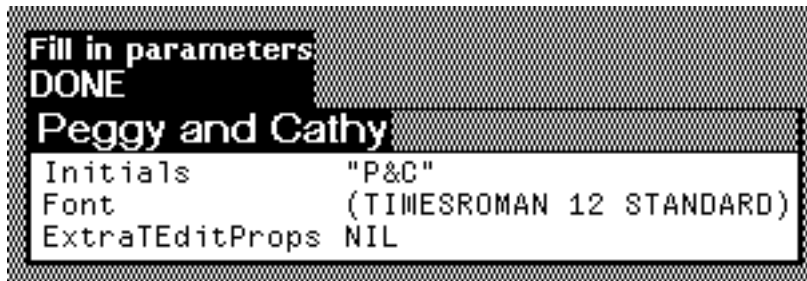 Fill in parameters
DONE
Peggy and Cathy
Initials "P&C"
Font (TIMESROMAN 12 STANDARD)
ExtraTEditProps NIL